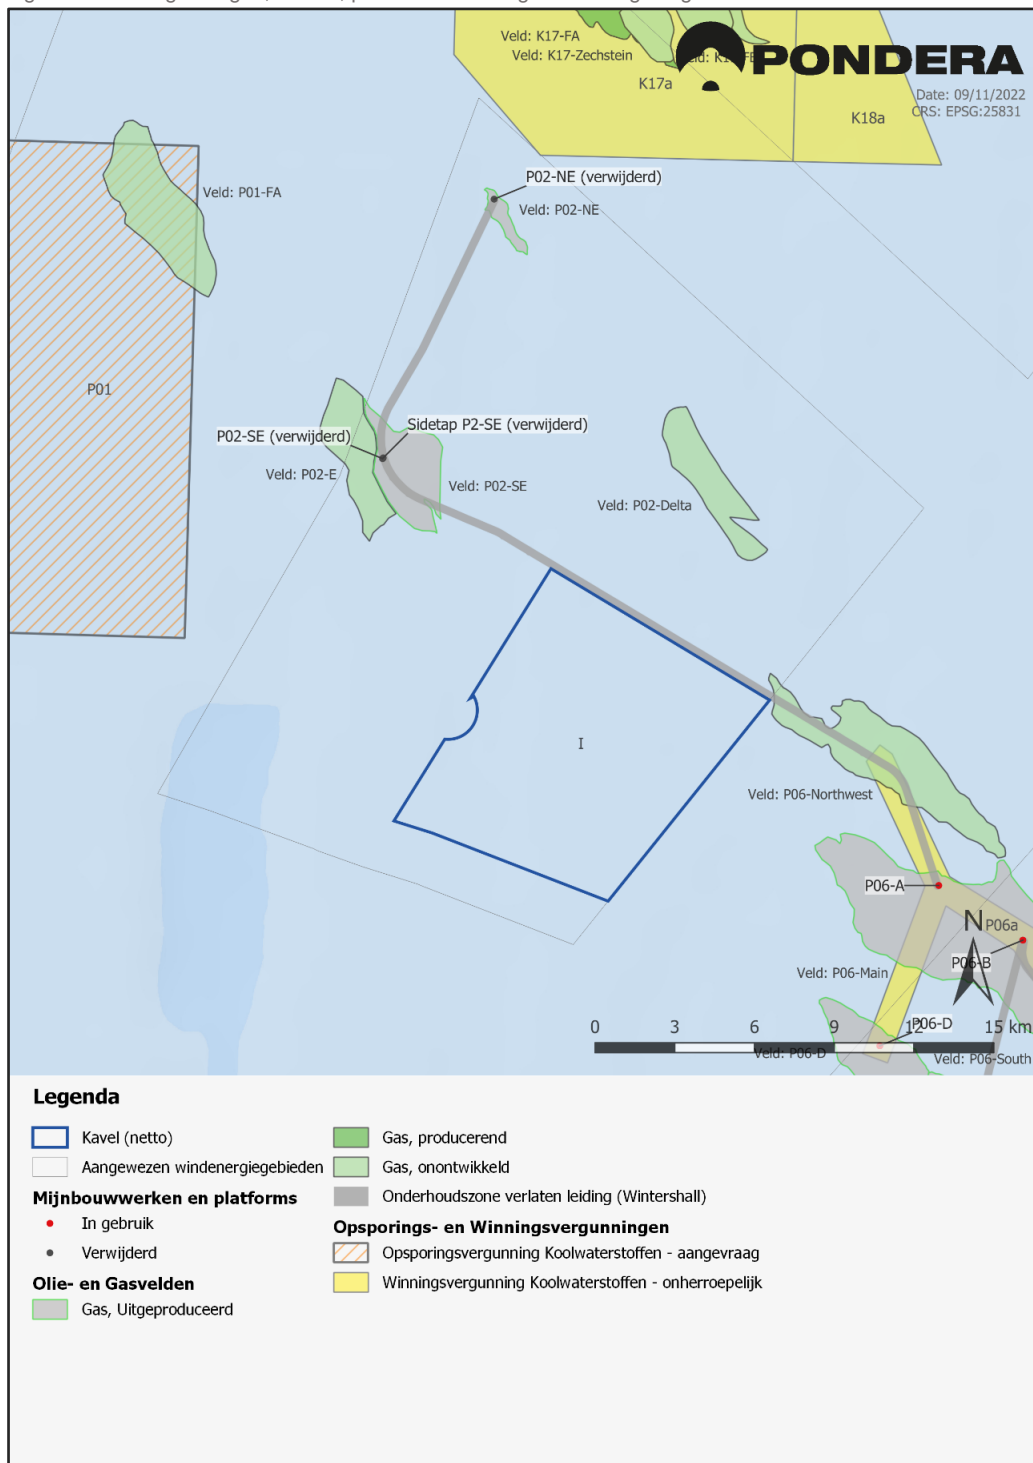 Veld: K17-FA
Veld: K17-Zechstein
K17a
PONDERA
Date: 09/11/2022
CRS: EPSG:25831
K18a
P02-NE (verwijderd)
Veld: P01-FA
Veld: P02-NE
P01
Sidetap P2-SE (verwijderd)
P02-SE (verwijderd)
Veld: P02-E
Veld: P02-SE
Veld: P02-Delta
I
Veld: P06-Northwest
P06-A
N
P06a
P06-B
Veld: P06-Main
P06-D
0 3 6 9 12 15 km
Veld: P06-D
Veld: P06-South
Legenda
Kavel (netto)
Aangewezen windenergiegebieden
Mijnbouwwerken en platforms
In gebruik
Verwijderd
Olie- en Gasvelden
Gas, Uitgeproduceerd
Gas, producerend
Gas, onontwikkeld
Onderhoudszone verlaten leiding (Wintershall)
Opsporings- en Winningsvergunningen
Opsporingsvergunning Koolwaterstoffen - aangevraag
Winningsvergunning Koolwaterstoffen - onherroepelijk